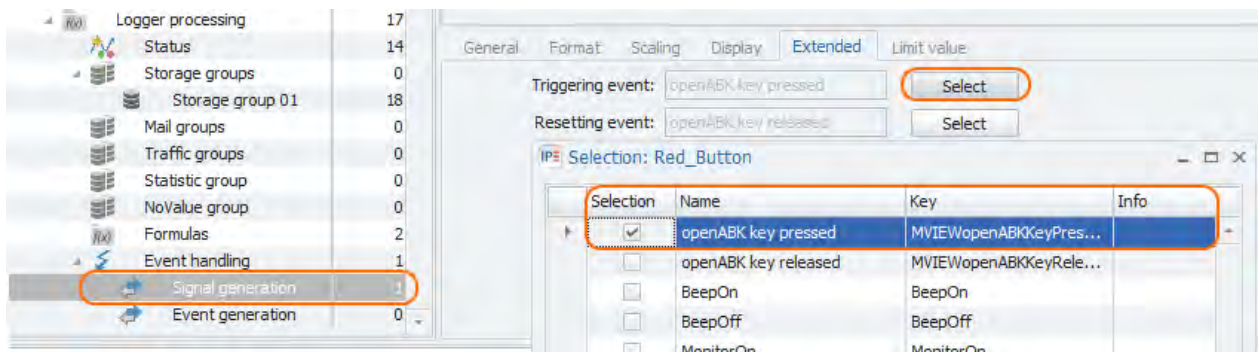 Logger processing 17
Status 14
Storage groups 0
Storage group 01 18
Mail groups 0
Traffic groups 0
Statistic group 0
NoValue group 0
f(x) Formulas 2
Event handling 1
Signal generation 1
Event generation 0
General Format Scaling Display Extended Limit value
Triggering event: openABK key pressed Select
Resetting event: openABK key released Select
IPE Selection: Red_Button
Selection Name Key Info
openABK key pressed MVIEWopenABKKeyPres...
openABK key released MVIEWopenABKKeyRele...
BeepOn BeepOn
BeepOff BeepOff
MonitorOn MonitorOn